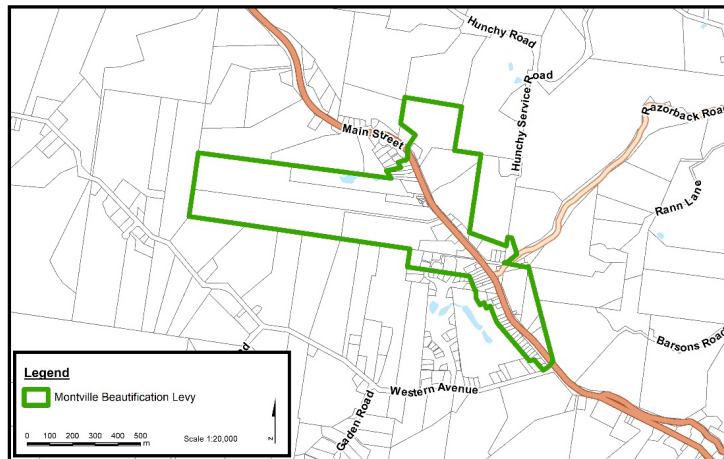 Hunchy Road
Hunchy Service Road
Razorback Road
Main Street
Rann Lane
Barsons Road
Western Avenue
Gaden Road
Legend
Montville Beautification Levy
0 100 200 300 400 500
m
Scale 1:20,000
N